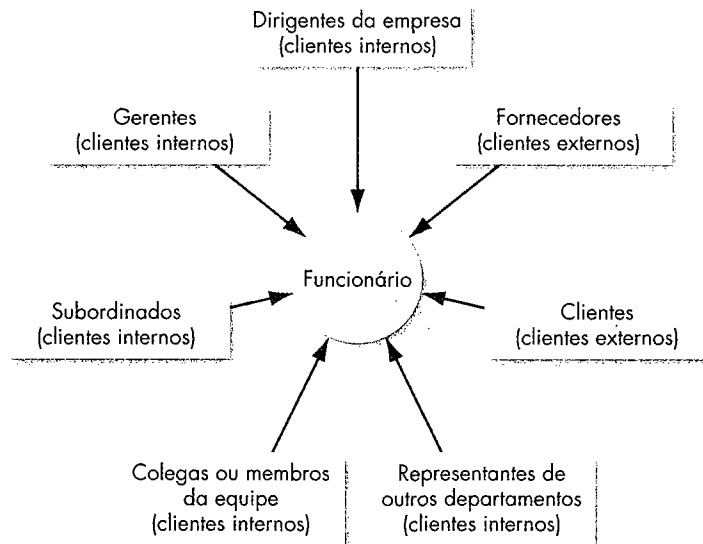 Dirigentes da empresa
(clientes internos)
Gerentes
(clientes internos)
Fornecedores
(clientes externos)
Funcionário
Subordinados
(clientes internos)
Clientes
(clientes externos)
Colegas ou membros
da equipe
(clientes internos)
Representantes de
outros departamentos
(clientes internos)